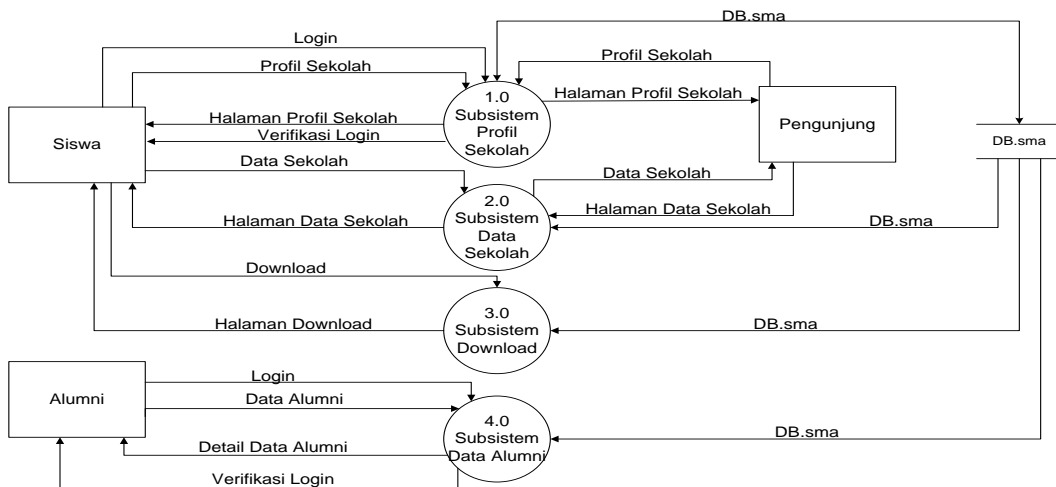 DB.sma
Login
Profil Sekolah
Profil Sekolah
1.0
Subsistem
Profil
Sekolah
Halaman Profil Sekolah
Halaman Profil Sekolah
Verifikasi Login
Siswa
Pengunjung
DB.sma
Data Sekolah
Data Sekolah
2.0
Subsistem
Data
Sekolah
Halaman Data Sekolah
Halaman Data Sekolah
DB.sma
Download
3.0
Subsistem
Download
Halaman Download
DB.sma
Login
Alumni
Data Alumni
4.0
Subsistem
Data Alumni
DB.sma
Detail Data Alumni
Verifikasi Login